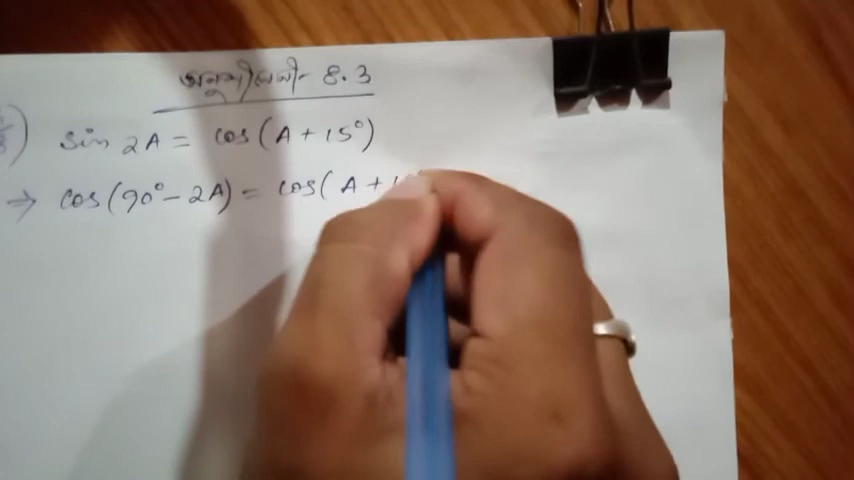 অনুশীলনী- 8.3
sin 2A = cos (A + 15°)
⇒ cos (90° - 2A) = cos ( A +